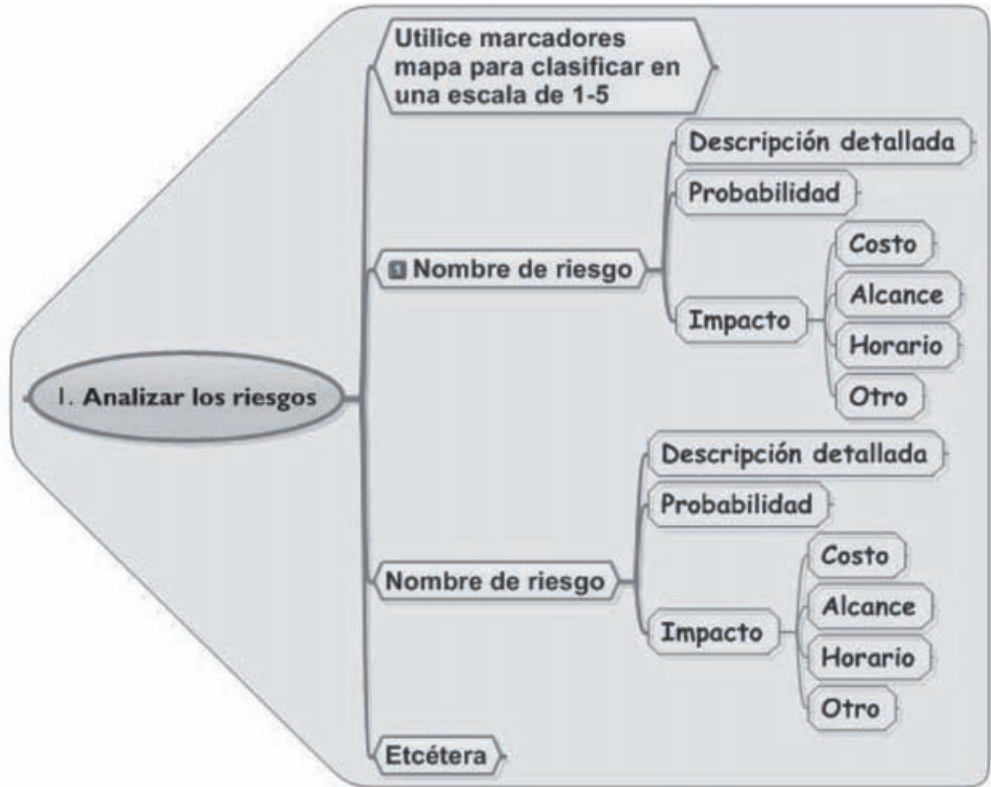 Utilice marcadores
mapa para clasificar en
una escala de 1-5
Descripción detallada
Probabilidad
1 Nombre de riesgo
Impacto
Costo
Alcance
Horario
Otro
1. Analizar los riesgos
Descripción detallada
Probabilidad
Nombre de riesgo
Impacto
Costo
Alcance
Horario
Otro
Etcétera